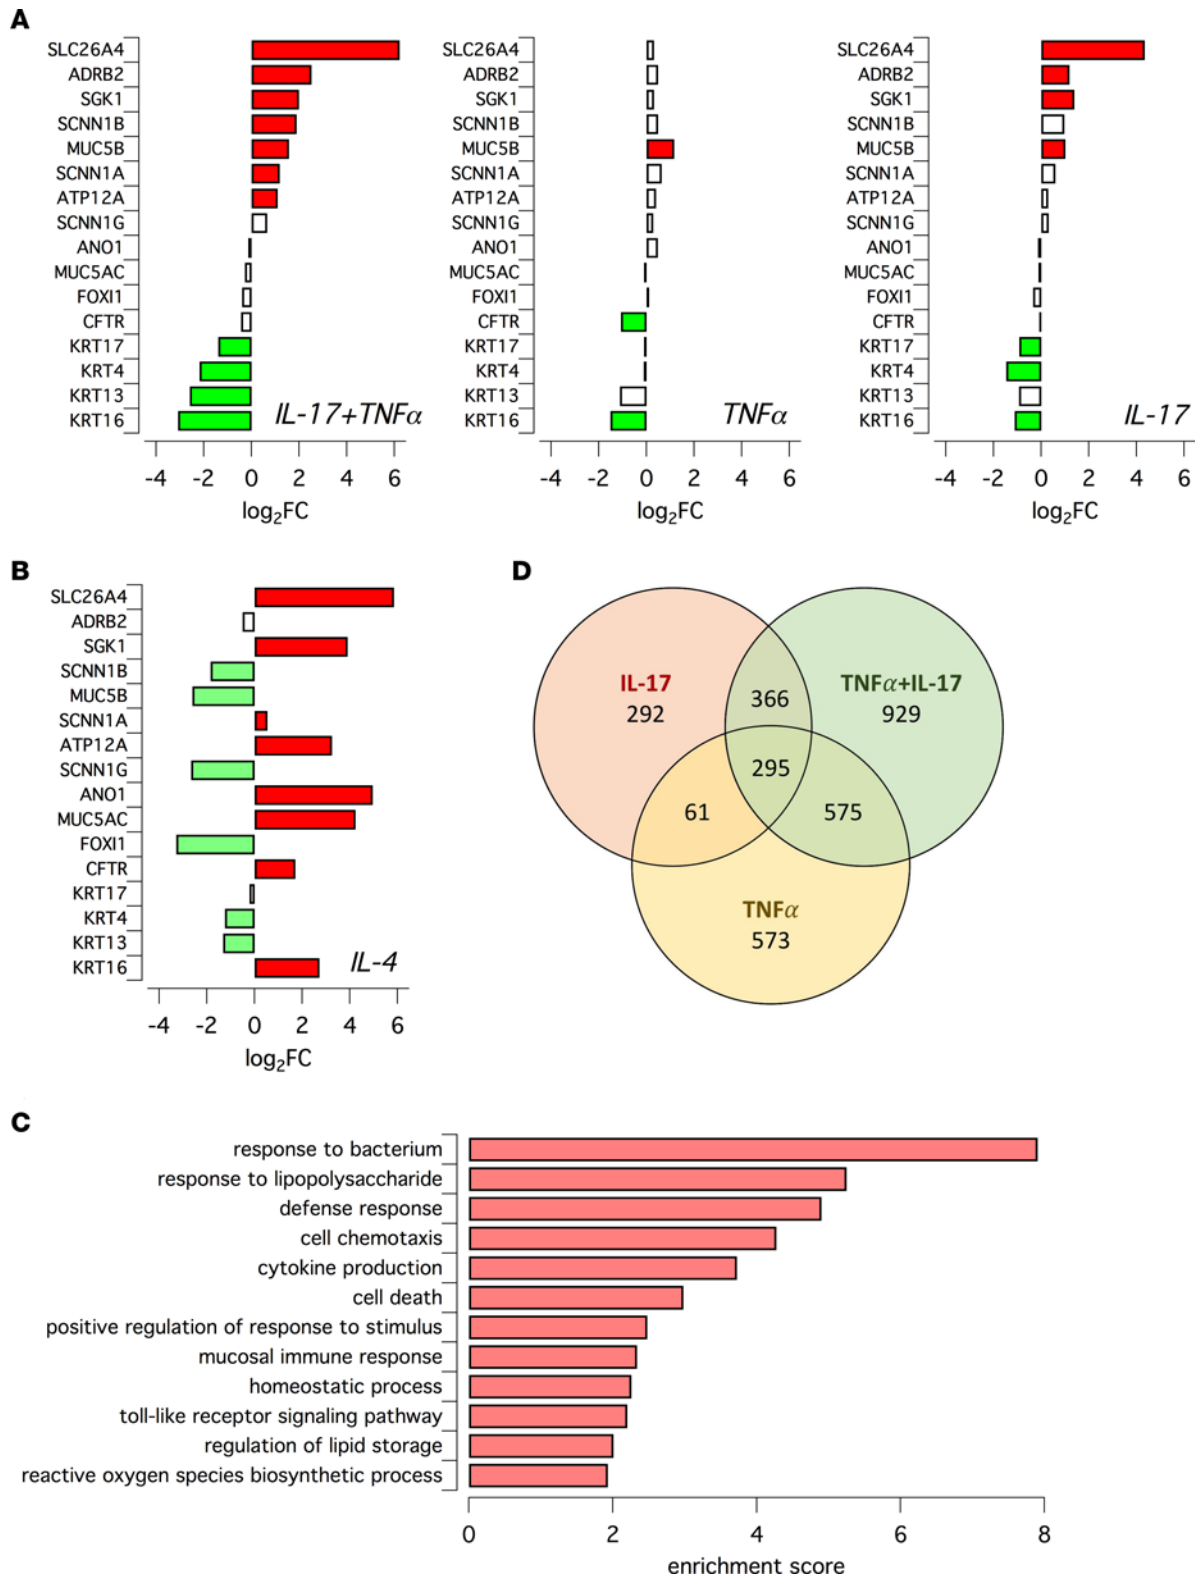 A
SLC26A4
ADRB2
SGK1
SCNN1B
MUC5B
SCNN1A
ATP12A
SCNN1G
ANO1
MUC5AC
FOXI1
CFTR
KRT17
KRT4
KRT13
KRT16
IL-17+TNFα
-4 -2 0 2 4 6
log2FC
SLC26A4
ADRB2
SGK1
SCNN1B
MUC5B
SCNN1A
ATP12A
SCNN1G
ANO1
MUC5AC
FOXI1
CFTR
KRT17
KRT4
KRT13
KRT16
TNFα
-4 -2 0 2 4 6
log2FC
SLC26A4
ADRB2
SGK1
SCNN1B
MUC5B
SCNN1A
ATP12A
SCNN1G
ANO1
MUC5AC
FOXI1
CFTR
KRT17
KRT4
KRT13
KRT16
IL-17
-4 -2 0 2 4 6
log2FC
B
SLC26A4
ADRB2
SGK1
SCNN1B
MUC5B
SCNN1A
ATP12A
SCNN1G
ANO1
MUC5AC
FOXI1
CFTR
KRT17
KRT4
KRT13
KRT16
IL-4
-4 -2 0 2 4 6
log2FC
D
IL-17
292
366
TNFα+IL-17
929
295
61
575
TNFα
573
C
response to bacterium
response to lipopolysaccharide
defense response
cell chemotaxis
cytokine production
cell death
positive regulation of response to stimulus
mucosal immune response
homeostatic process
toll-like receptor signaling pathway
regulation of lipid storage
reactive oxygen species biosynthetic process
0 2 4 6 8
enrichment score